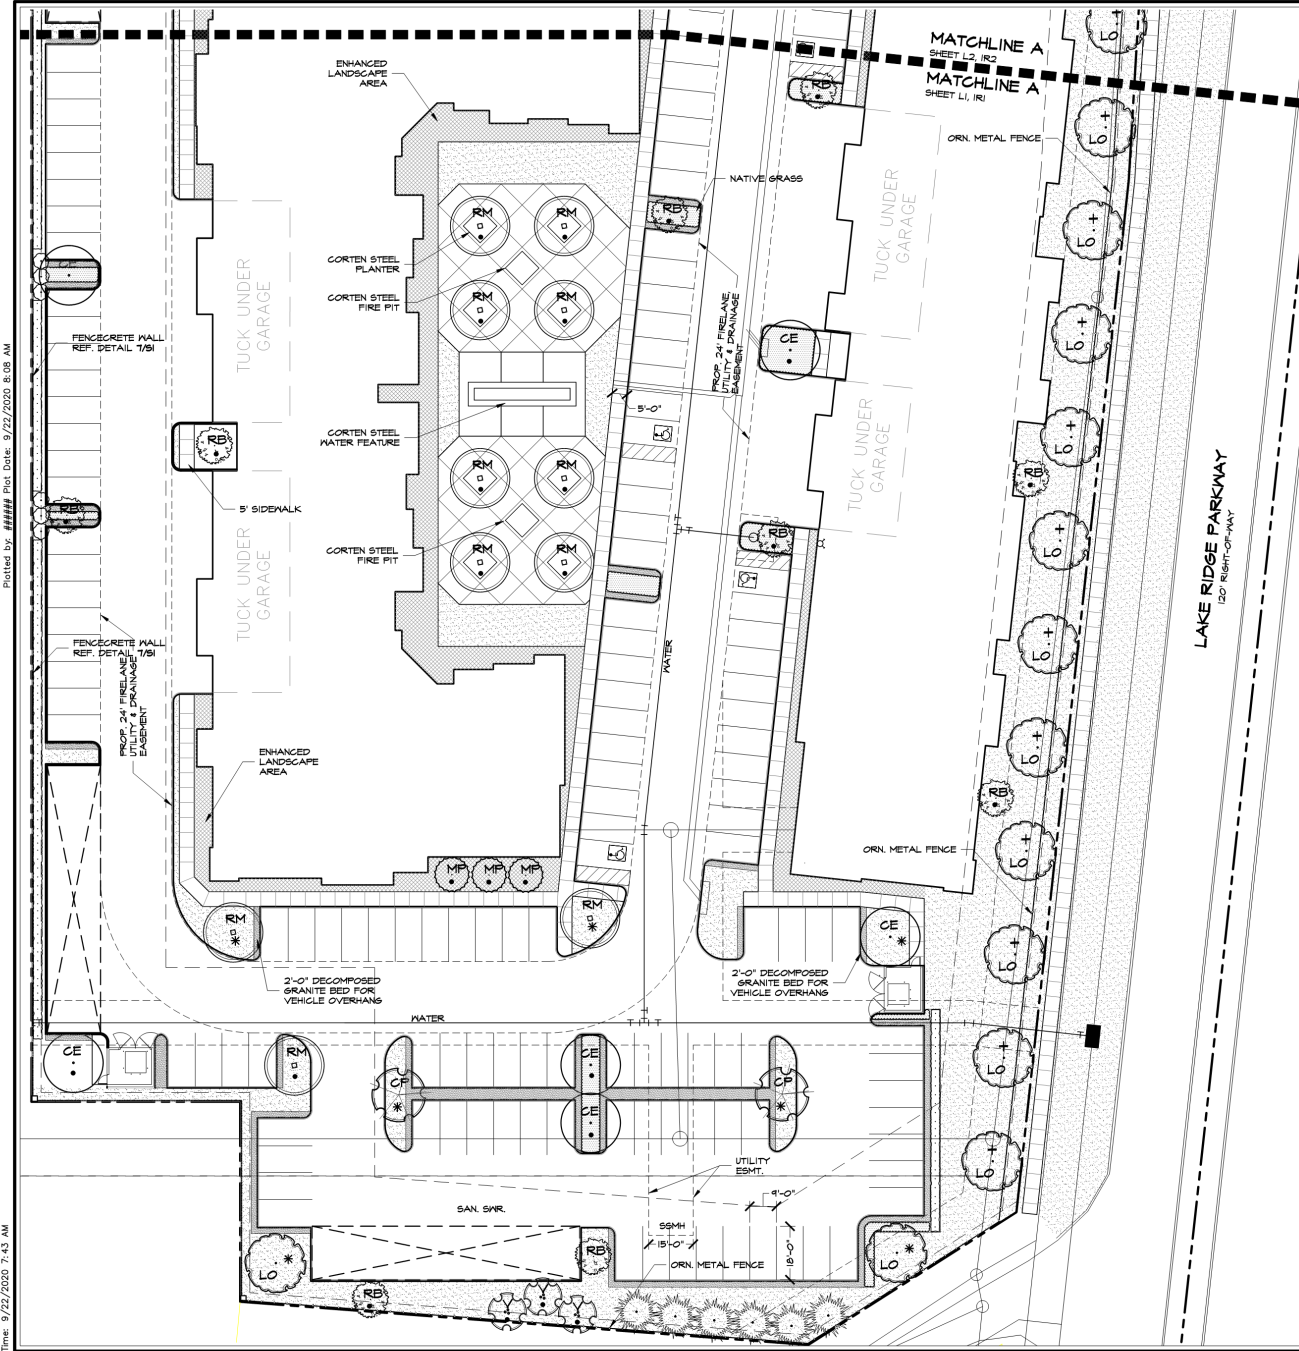 MATCHLINE A
SHEET L2, IR2
MATCHLINE A
SHEET L1, IR1
LO
ENHANCED
LANDSCAPE
AREA
RB
LO
ORN. METAL FENCE
NATIVE GRASS
RM
RM
RB
TUCK UNDER
GARAGE
LO
CORTEN STEEL
PLANTER
CE
CORTEN STEEL
FIRE PIT
RM
RM
TUCK UNDER
GARAGE
PROP. 24' FIRELANE,
UTILITY & DRAINAGE
EASEMENT
CE
LO
FENCECRETE WALL
REF. DETAIL 7/S1
5'-0"
CORTEN STEEL
WATER FEATURE
RB
LO
TUCK UNDER
GARAGE
RM
RM
RB
5' SIDEWALK
RB
LAKE RIDGE PARKWAY
120' RIGHT-OF-WAY
CORTEN STEEL
FIRE PIT
RM
RM
RB
LO
TUCK UNDER
GARAGE
FENCECRETE WALL
REF. DETAIL 7/S1
PROP. 24' FIRELANE,
UTILITY & DRAINAGE
EASEMENT
WATER
LO
ENHANCED
LANDSCAPE
AREA
LO
RB
ORN. METAL FENCE
LO
MP
MP
MP
RM
RM
CE
LO
2'-0" DECOMPOSED
GRANITE BED FOR
VEHICLE OVERHANG
2'-0" DECOMPOSED
GRANITE BED FOR
VEHICLE OVERHANG
WATER
CE
RM
CE
LO
CP
CP
CE
UTILITY
ESMT.
LO
9'-0"
SAN. SWR.
SSMH
15'-0"
18'-0"
LO
RB
ORN. METAL FENCE
LO
RB
Plotted by: ###### Plot Date: 9/22/2020 8:08 AM
Time: 9/22/2020 7:43 AM